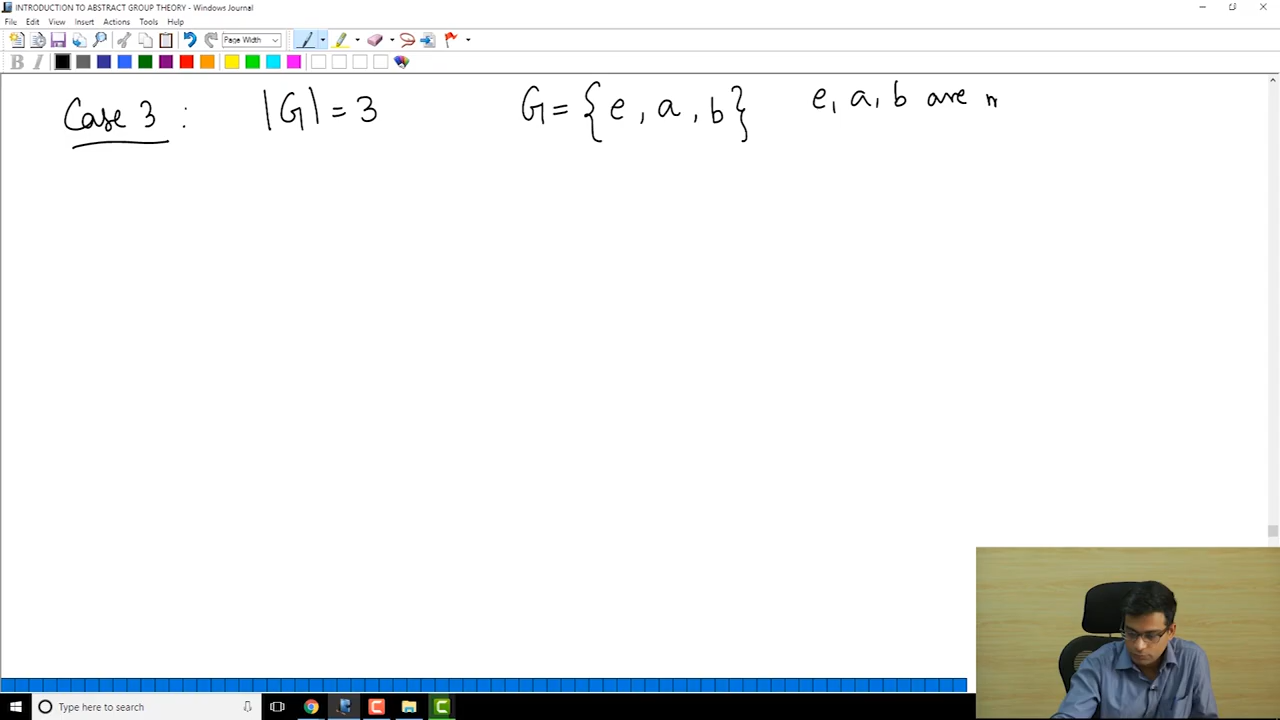 INTRODUCTION TO ABSTRACT GROUP THEORY - Windows Journal
File Edit View Insert Actions Tools Help
Page Width
B I
Case 3 : |G| = 3 G = {e, a, b} e, a, b are
Type here to search